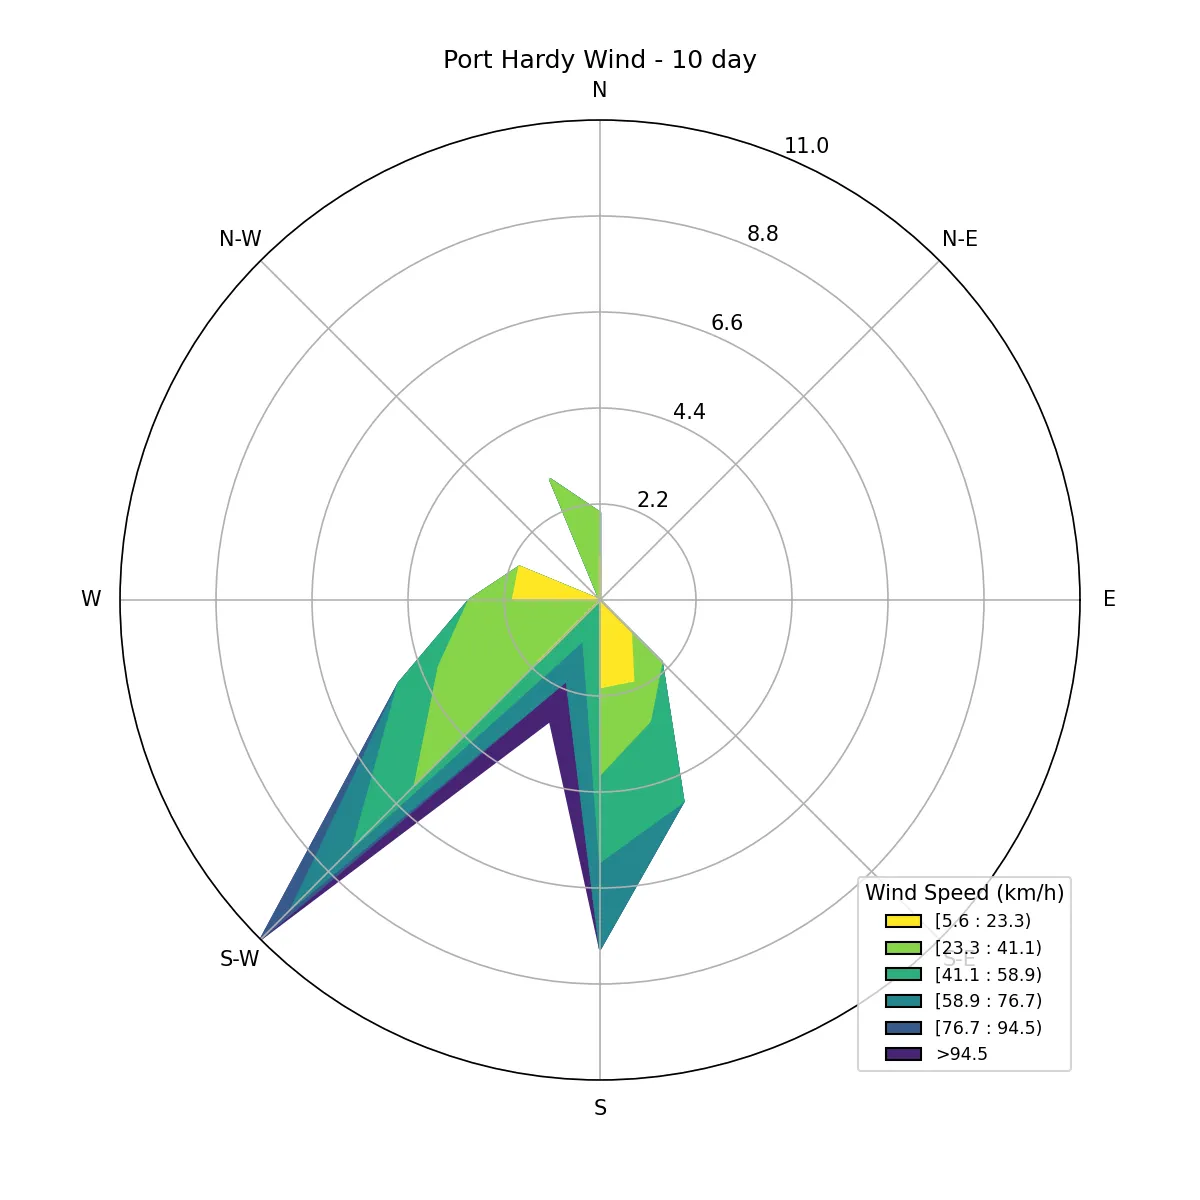 Port Hardy Wind - 10 day
N
11.0
N-W
8.8
N-E
6.6
4.4
2.2
W
E
Wind Speed (km/h)
[5.6 : 23.3)
[23.3 : 41.1)
S-W
S-E
[41.1 : 58.9)
[58.9 : 76.7)
[76.7 : 94.5)
>94.5
S